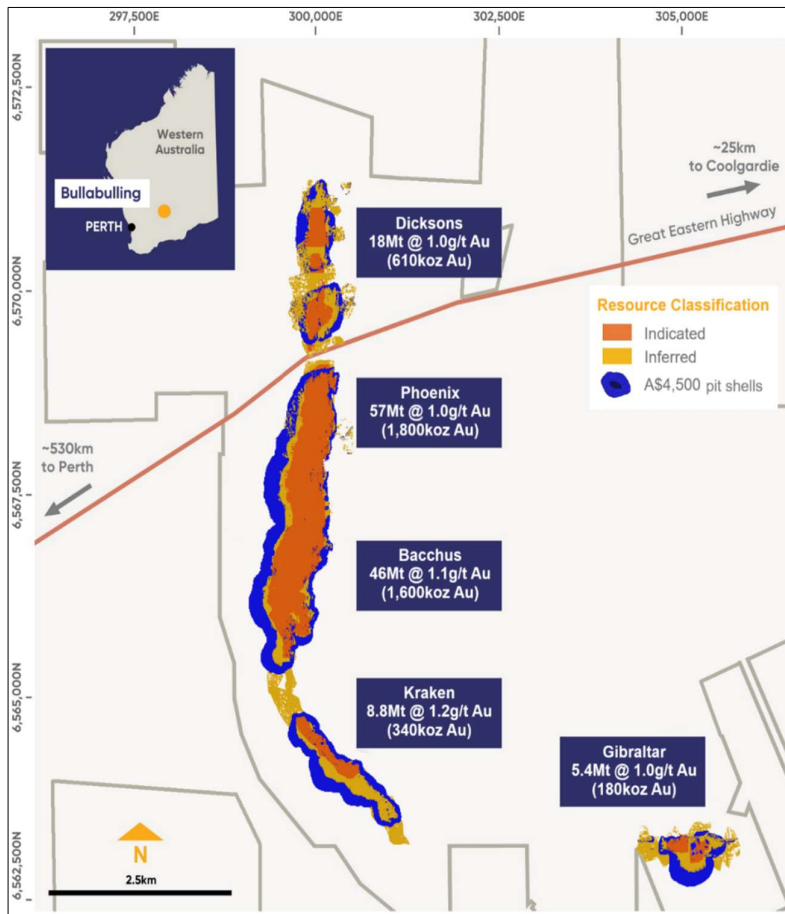 297,500E
300,000E
302,500E
305,000E
6,572,500N
6,570,000N
6,567,500N
6,565,000N
6,562,500N
Western
Australia
Bullabulling
PERTH
~25km
to Coolgardie
Great Eastern Highway
Dicksons
18Mt @ 1.0g/t Au
(610koz Au)
Resource Classification
Indicated
Inferred
A$4,500 pit shells
Phoenix
57Mt @ 1.0g/t Au
(1,800koz Au)
~530km
to Perth
Bacchus
46Mt @ 1.1g/t Au
(1,600koz Au)
Kraken
8.8Mt @ 1.2g/t Au
(340koz Au)
Gibraltar
5.4Mt @ 1.0g/t Au
(180koz Au)
N
2.5km